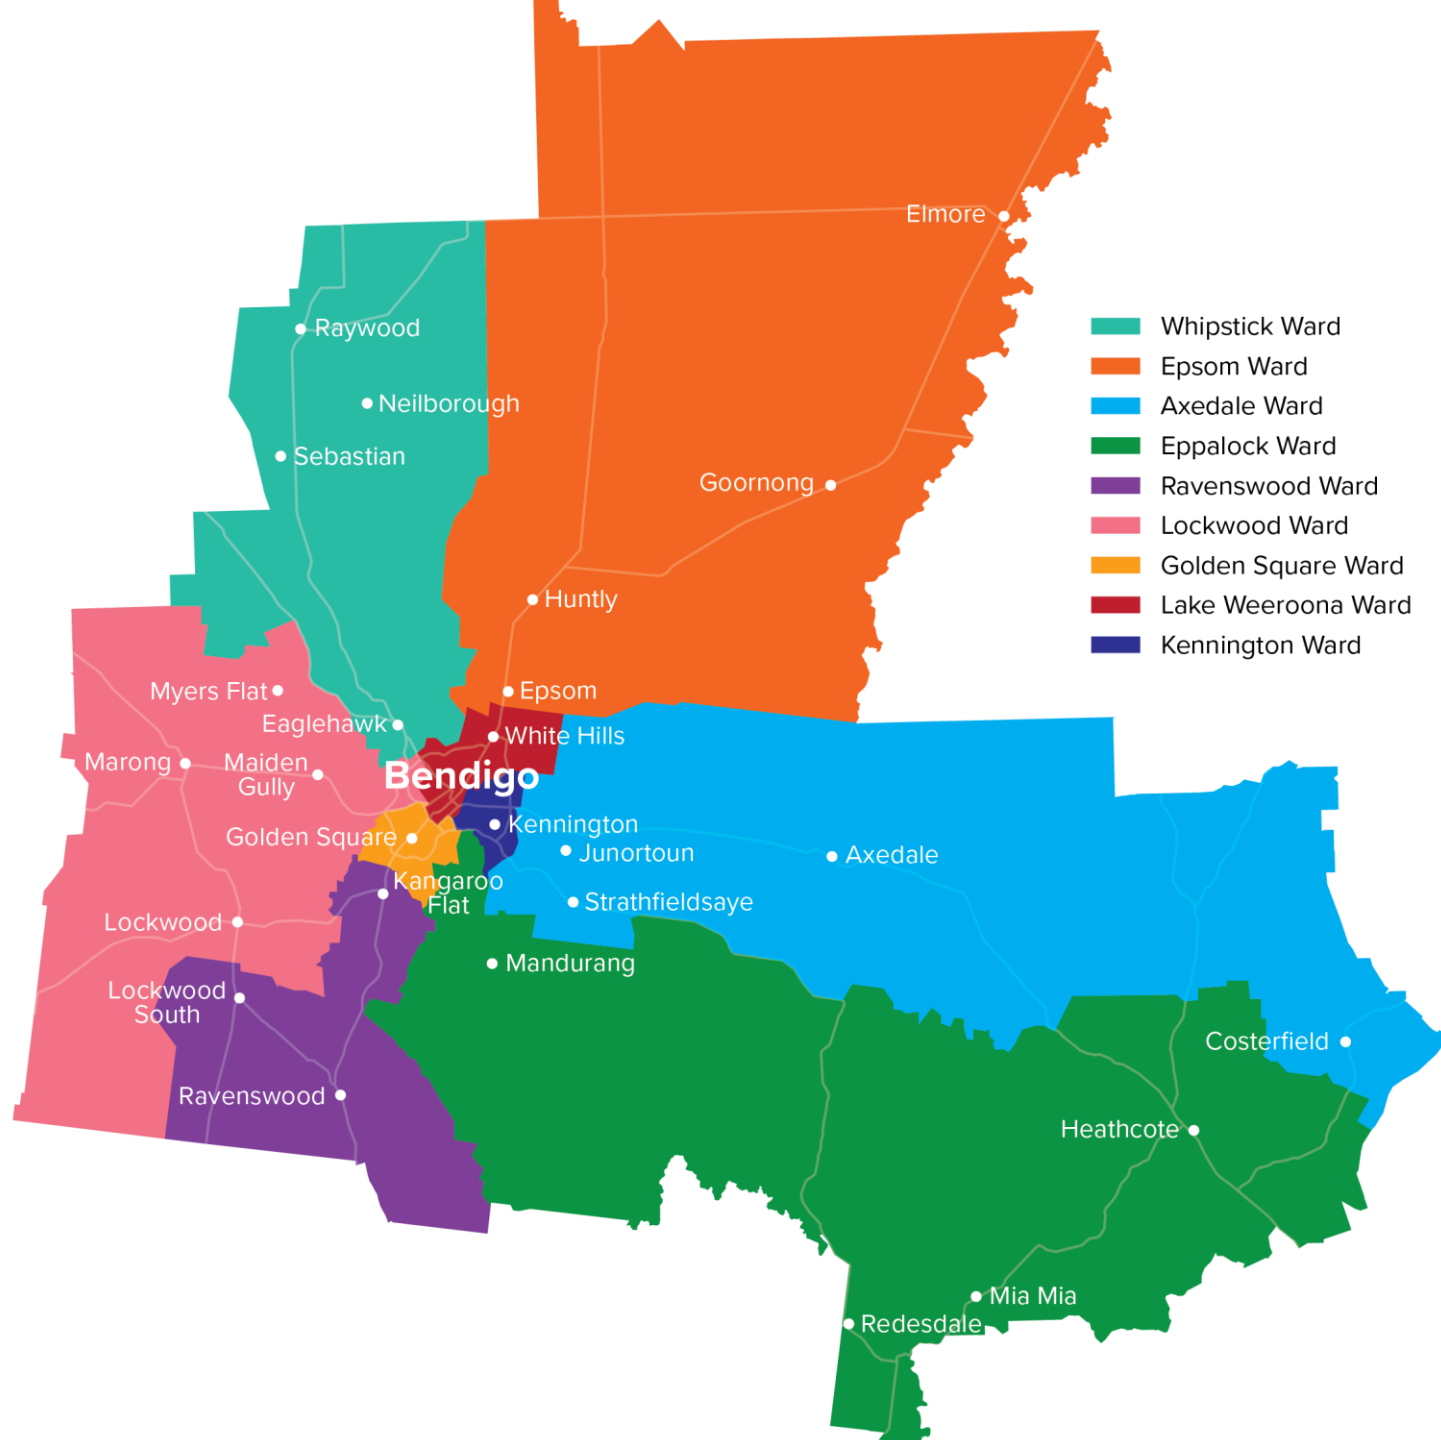 Elmore
Raywood
Whipstick Ward
Epsom Ward
Neilborough
Axedale Ward
Eppalock Ward
Sebastian
Goornong
Ravenswood Ward
Lockwood Ward
Golden Square Ward
Huntly
Lake Weeroona Ward
Kennington Ward
Myers Flat
Epsom
Eaglehawk
White Hills
Marong
Maiden
Gully
Bendigo
Golden Square
Kennington
Junortoun
Axedale
Kangaroo
Flat
Strathfieldsaye
Lockwood
Mandurang
Lockwood
South
Costerfield
Ravenswood
Heathcote
Mia Mia
Redesdale